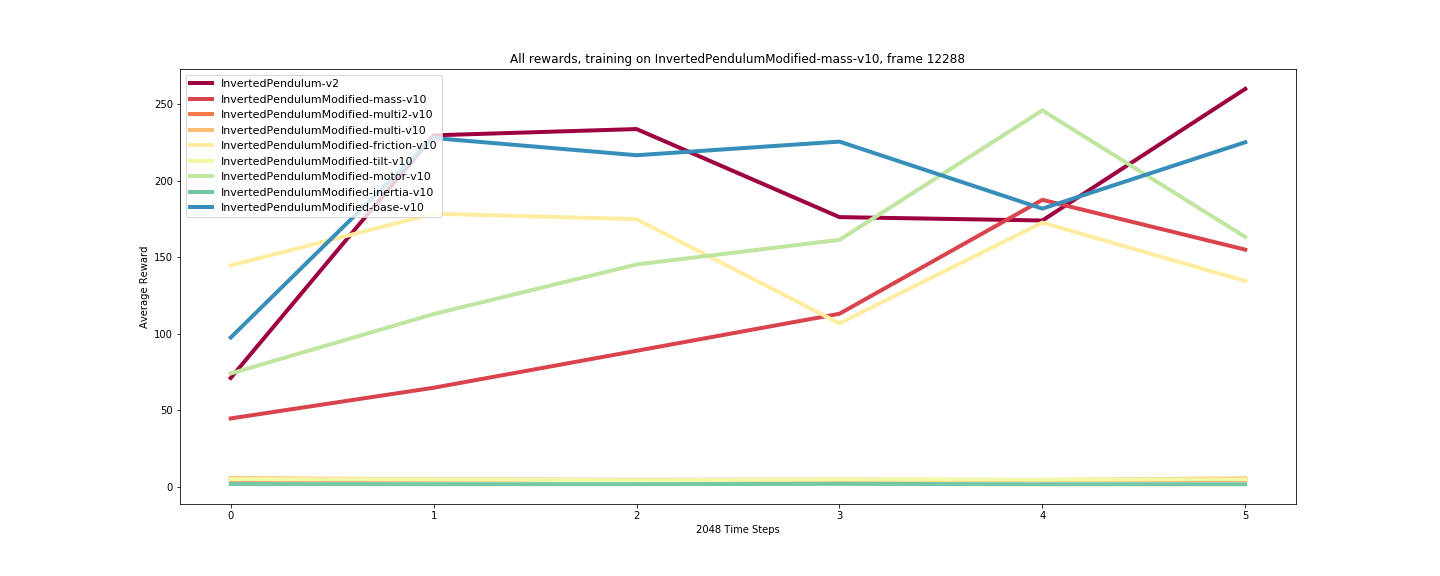 All rewards, training on InvertedPendulumModified-mass-v10, frame 12288
InvertedPendulum-v2
InvertedPendulumModified-mass-v10
InvertedPendulumModified-multi2-v10
InvertedPendulumModified-multi-v10
InvertedPendulumModified-friction-v10
InvertedPendulumModified-tilt-v10
InvertedPendulumModified-motor-v10
InvertedPendulumModified-inertia-v10
InvertedPendulumModified-base-v10
250
200
150
100
50
0
Average Reward
0 1 2 3 4 5
2048 Time Steps